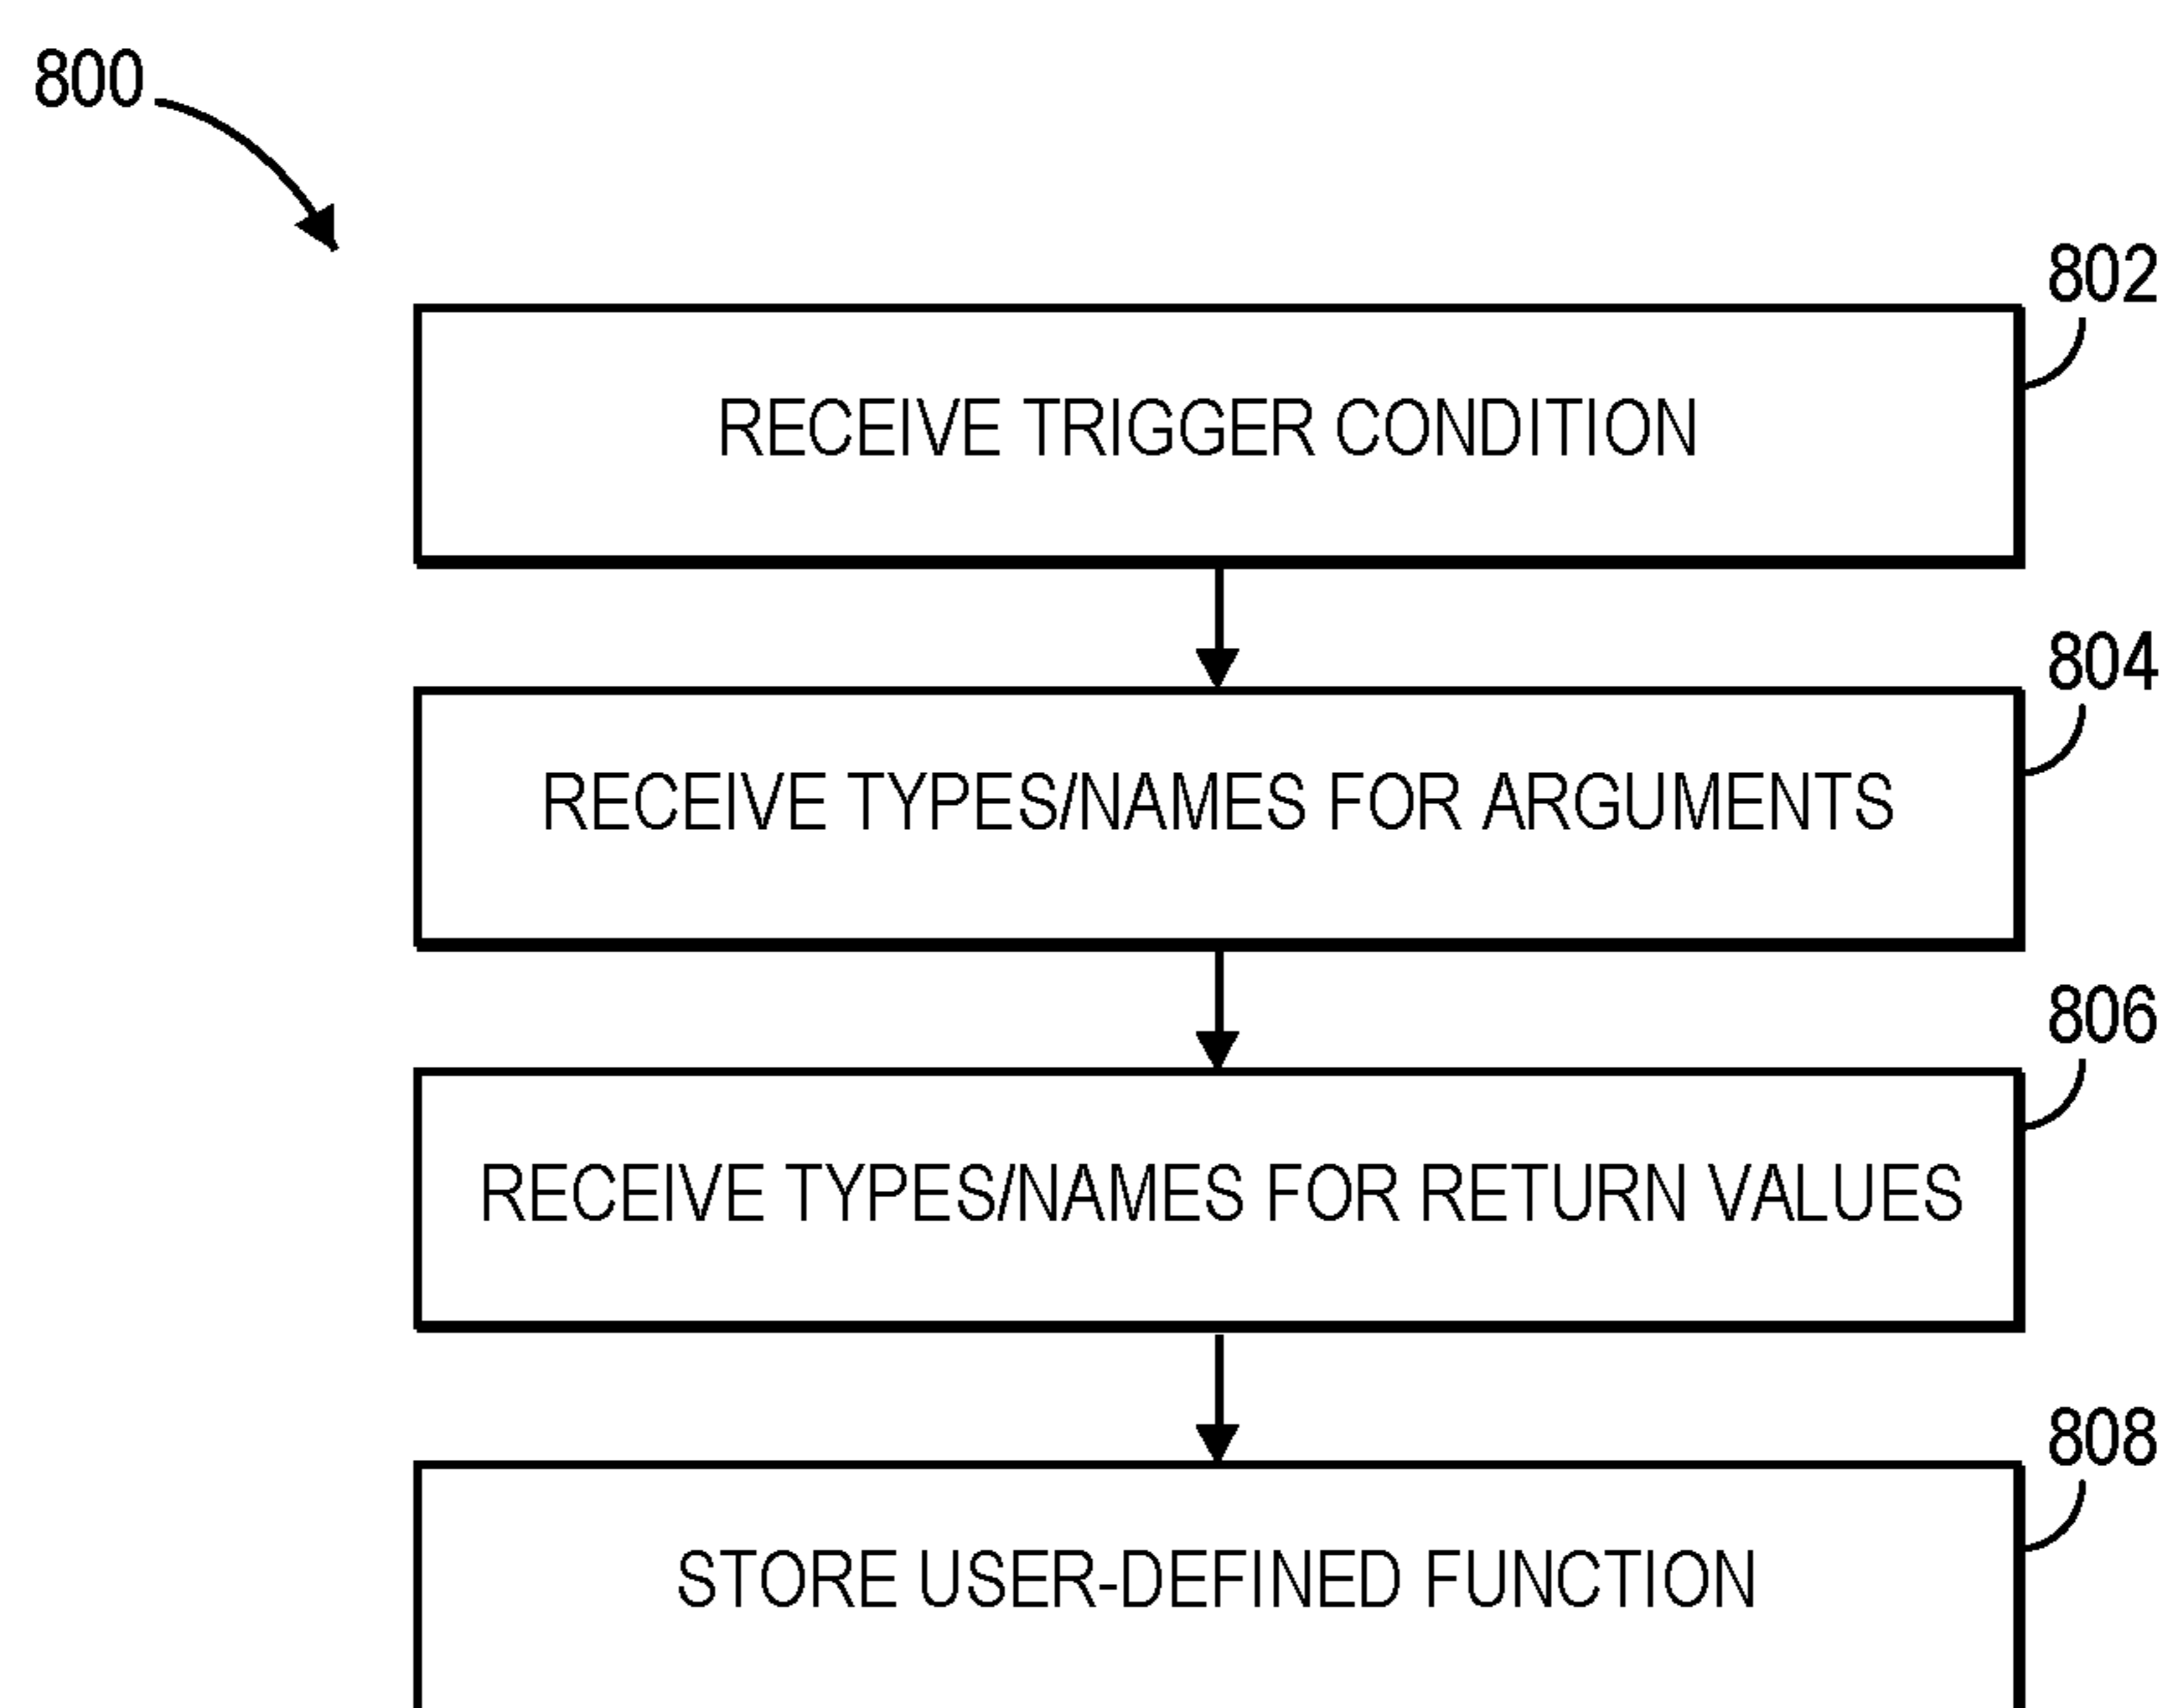 800
802
RECEIVE TRIGGER CONDITION
804
RECEIVE TYPES/NAMES FOR ARGUMENTS
806
RECEIVE TYPES/NAMES FOR RETURN VALUES
808
STORE USER-DEFINED FUNCTION